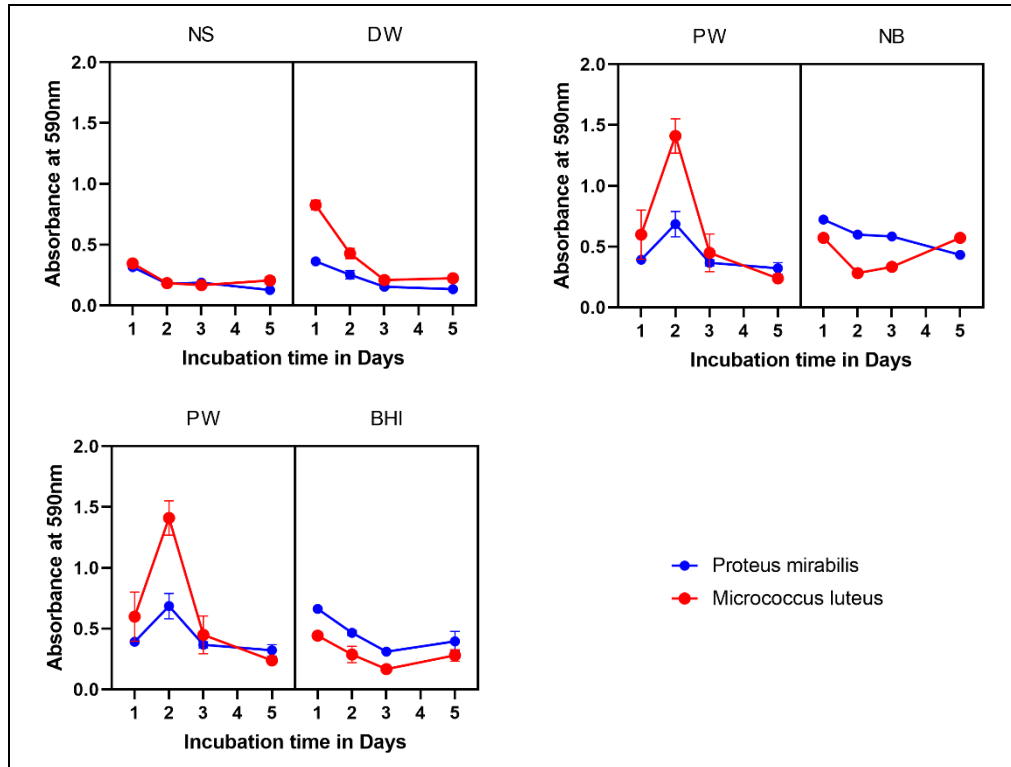 NS DW
2.0
1.5
1.0
0.5
0.0
Absorbance at 590nm
1 2 3 4 5 1 2 3 4 5
Incubation time in Days
PW NB
2.0
1.5
1.0
0.5
0.0
Absorbance at 590nm
1 2 3 4 5 1 2 3 4 5
Incubation time in Days
PW BHI
2.0
1.5
1.0
0.5
0.0
Absorbance at 590nm
1 2 3 4 5 1 2 3 4 5
Incubation time in Days
Proteus mirabilis
Micrococcus luteus